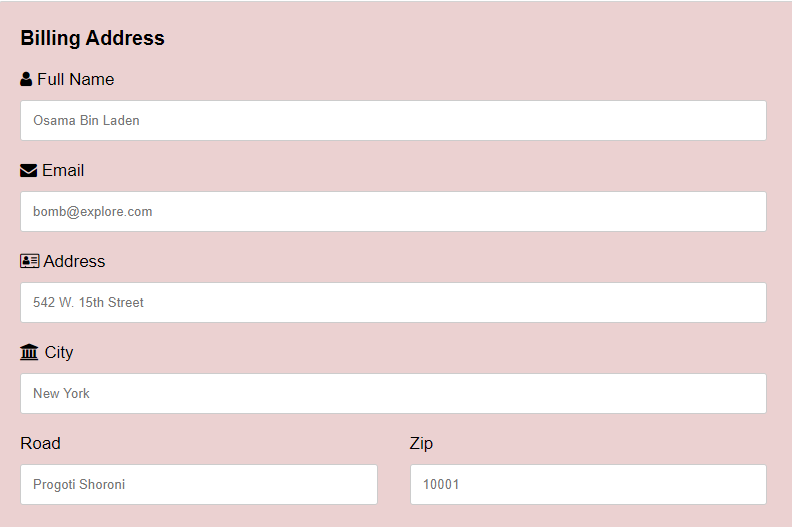 Billing Address
Full Name
Osama Bin Laden
Email
bomb@explore.com
Address
542 W. 15th Street
City
New York
Road Zip
Progoti Shoroni 10001